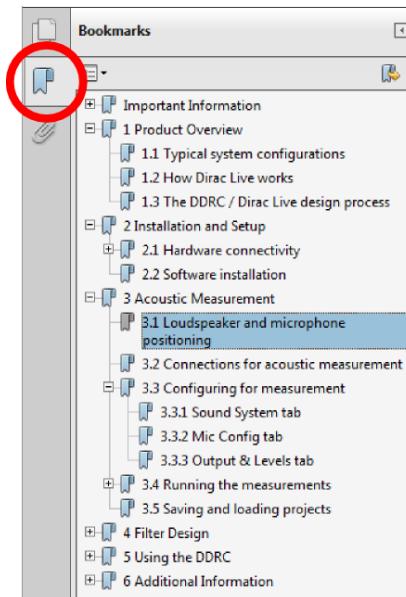 Bookmarks
Important Information
1 Product Overview
1.1 Typical system configurations
1.2 How Dirac Live works
1.3 The DDRC / Dirac Live design process
2 Installation and Setup
2.1 Hardware connectivity
2.2 Software installation
3 Acoustic Measurement
3.1 Loudspeaker and microphone
positioning
3.2 Connections for acoustic measurement
3.3 Configuring for measurement
3.3.1 Sound System tab
3.3.2 Mic Config tab
3.3.3 Output & Levels tab
3.4 Running the measurements
3.5 Saving and loading projects
4 Filter Design
5 Using the DDRC
6 Additional Information